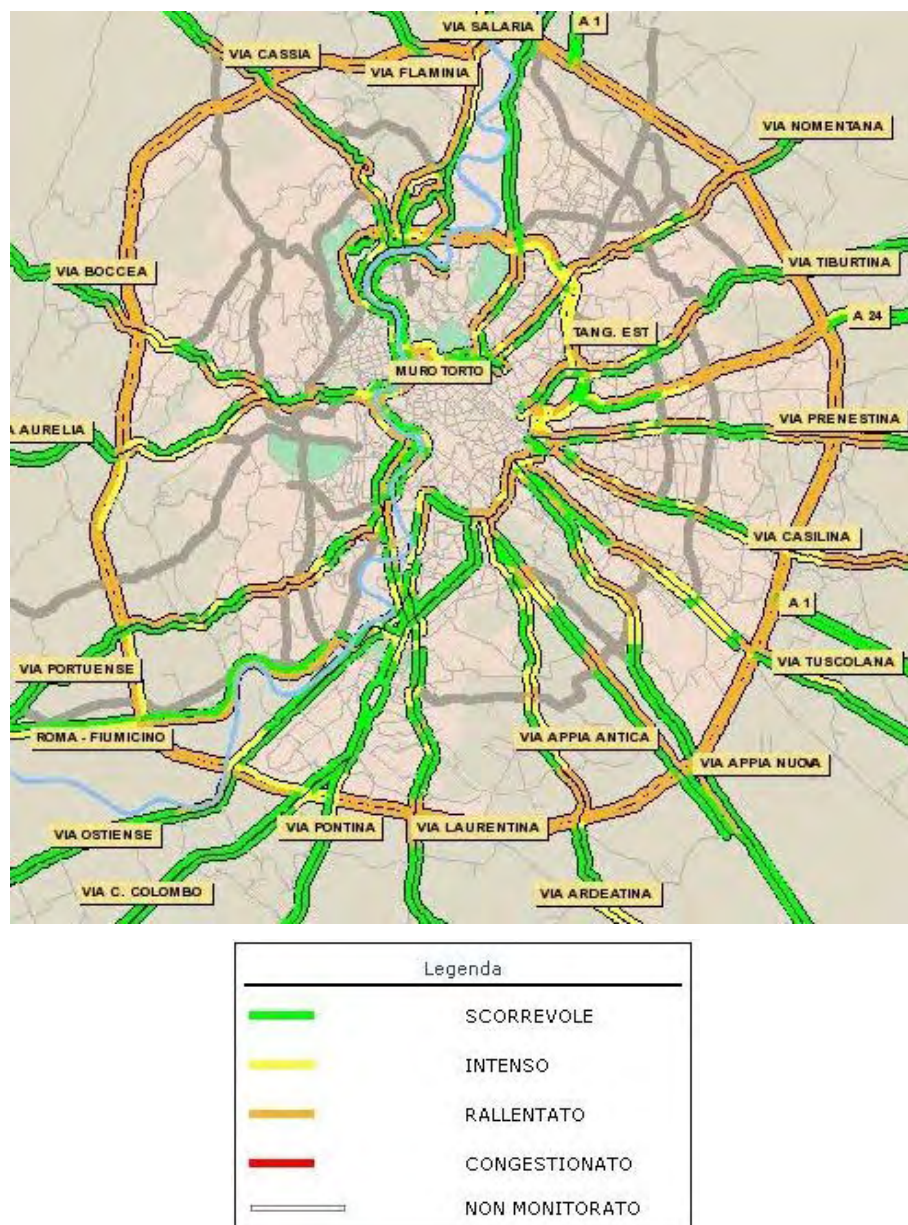 VIA SALARIA
A 1
VIA CASSIA
VIA FLAMINIA
VIA NOMENTANA
VIA BOCCEA
VIA TIBURTINA
A 24
TANG. EST
MURO TORTO
A AURELIA
VIA PRENESTINA
VIA CASILINA
A 1
VIA PORTUENSE
VIA TUSCOLANA
ROMA - FIUMICINO
VIA APPIA ANTICA
VIA APPIA NUOVA
VIA OSTIENSE
VIA PONTINA
VIA LAURENTINA
VIA C. COLOMBO
VIA ARDEATINA
Legenda
SCORREVOLE
INTENSO
RALLENTATO
CONGESTIONATO
NON MONITORATO